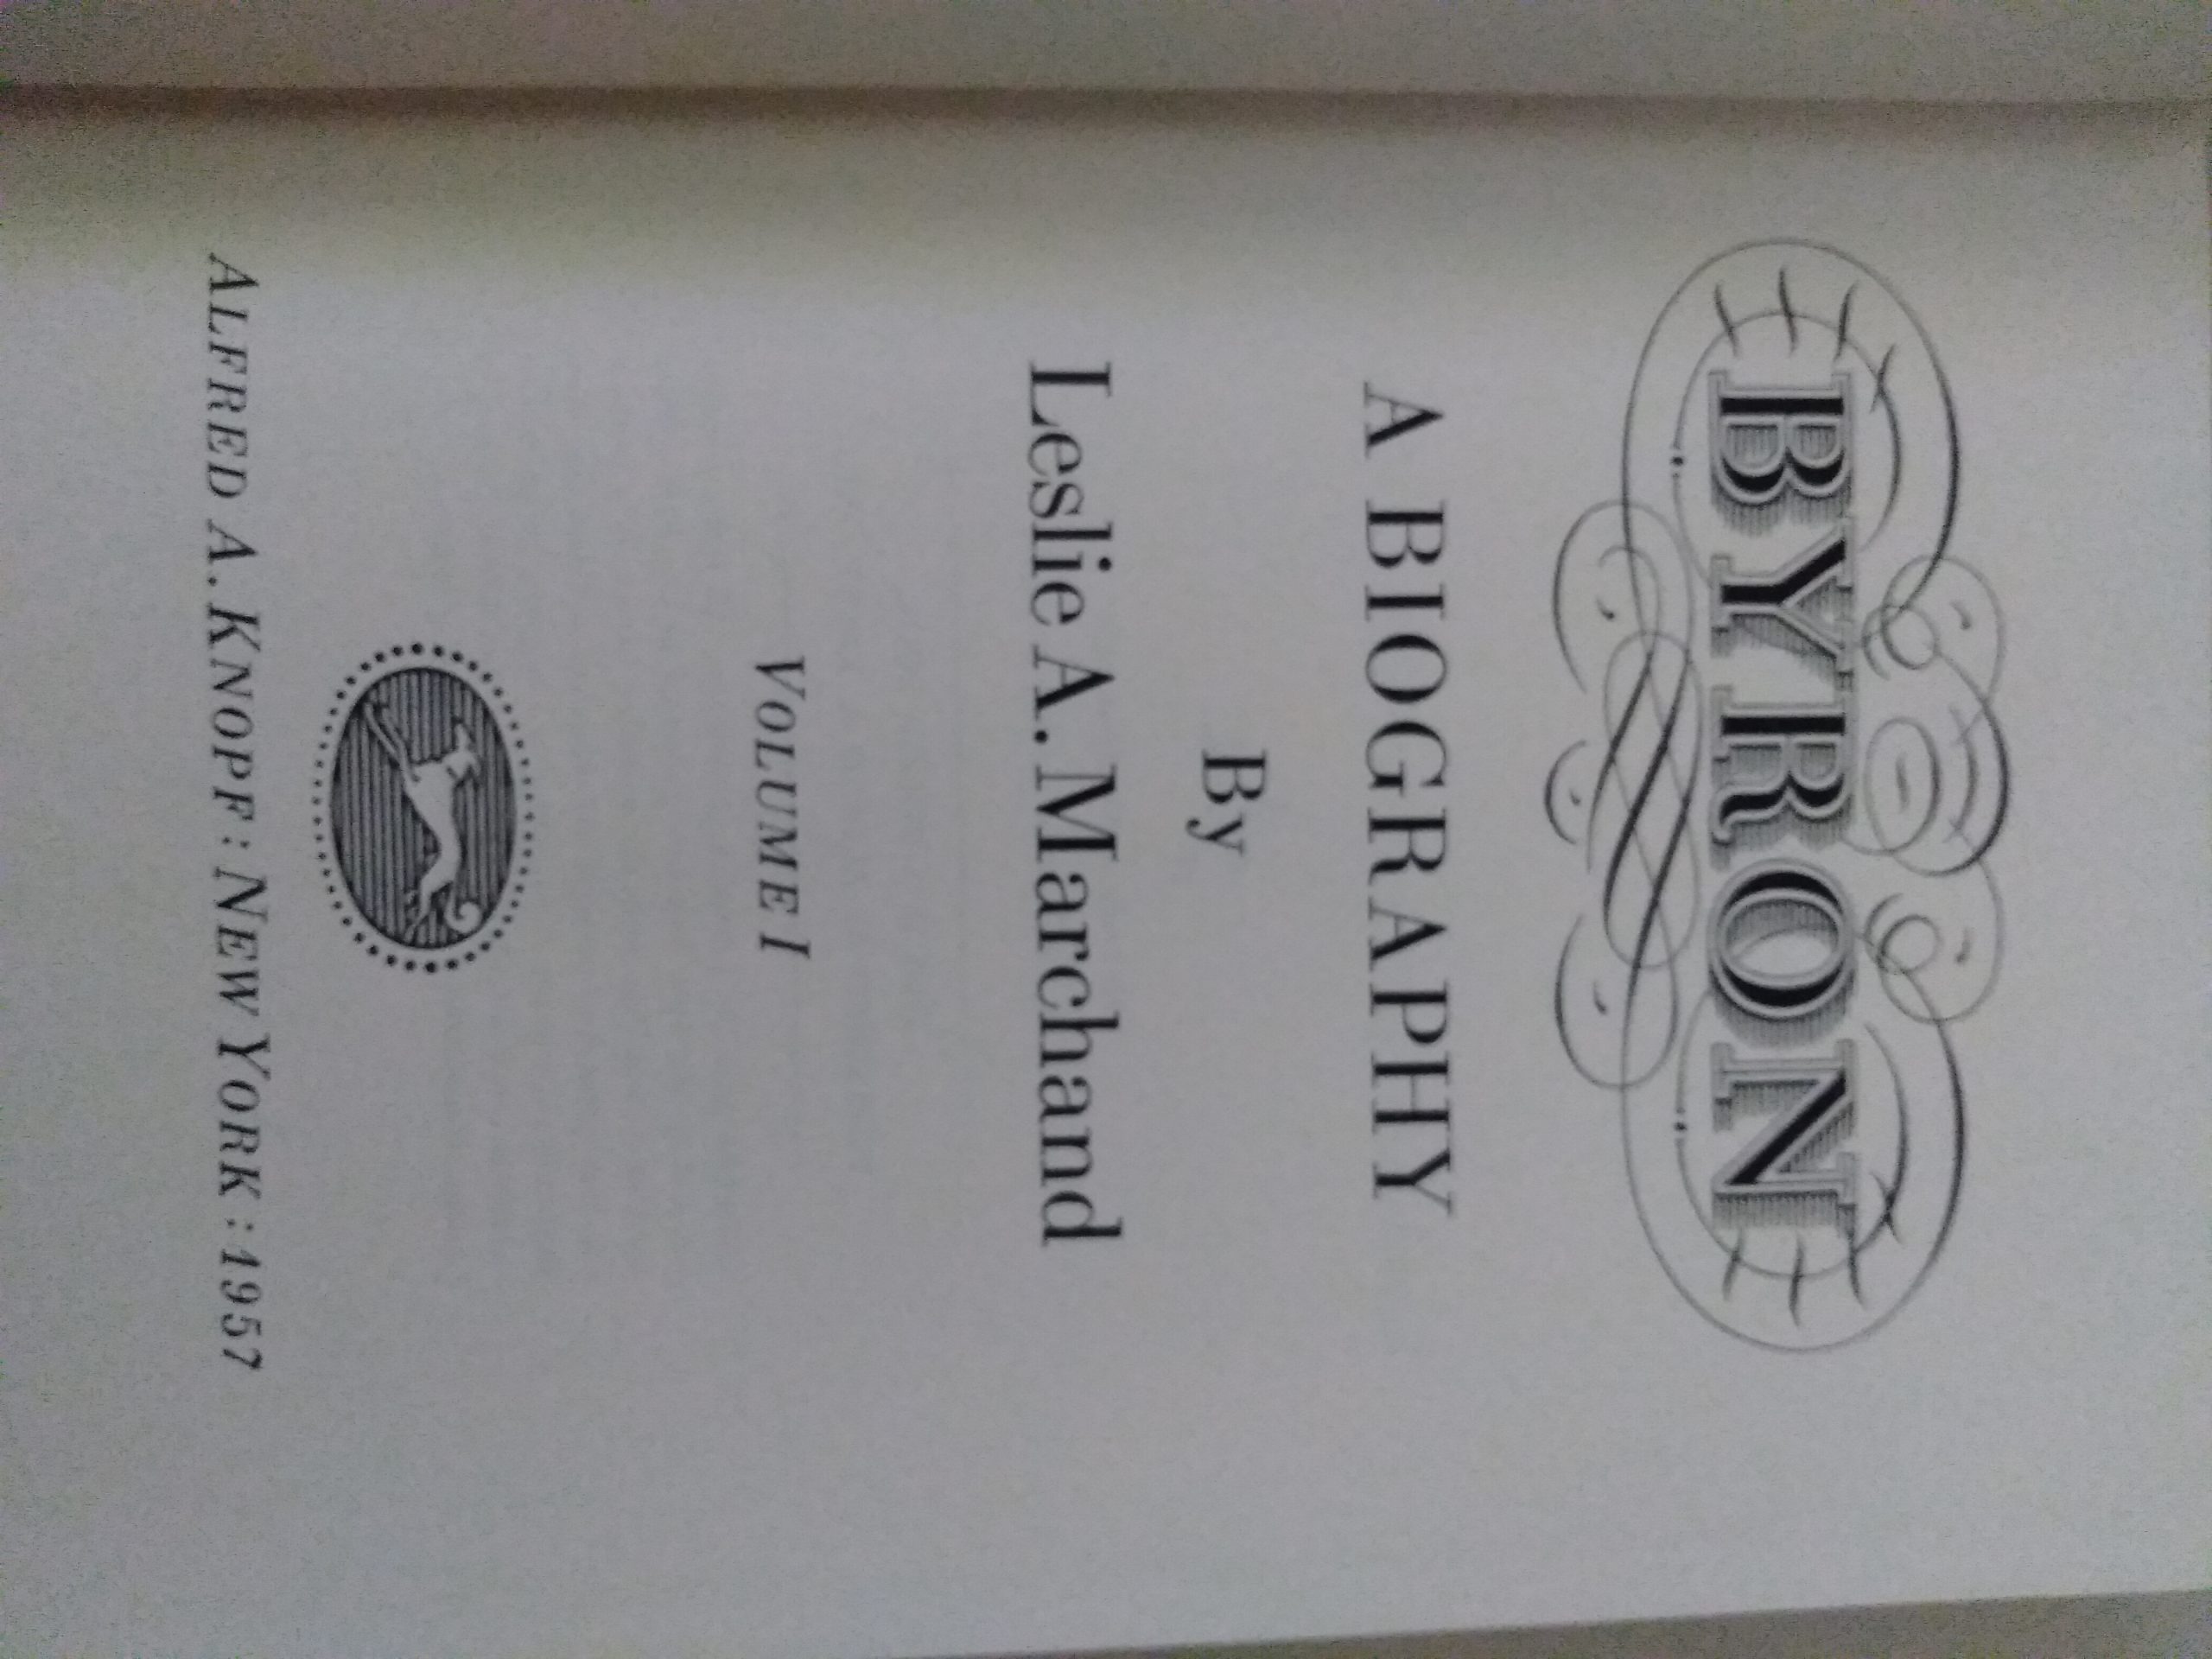 BYRON
A BIOGRAPHY
By
Leslie A. Marchand
VOLUME I
ALFRED A. KNOPF : NEW YORK : 1957